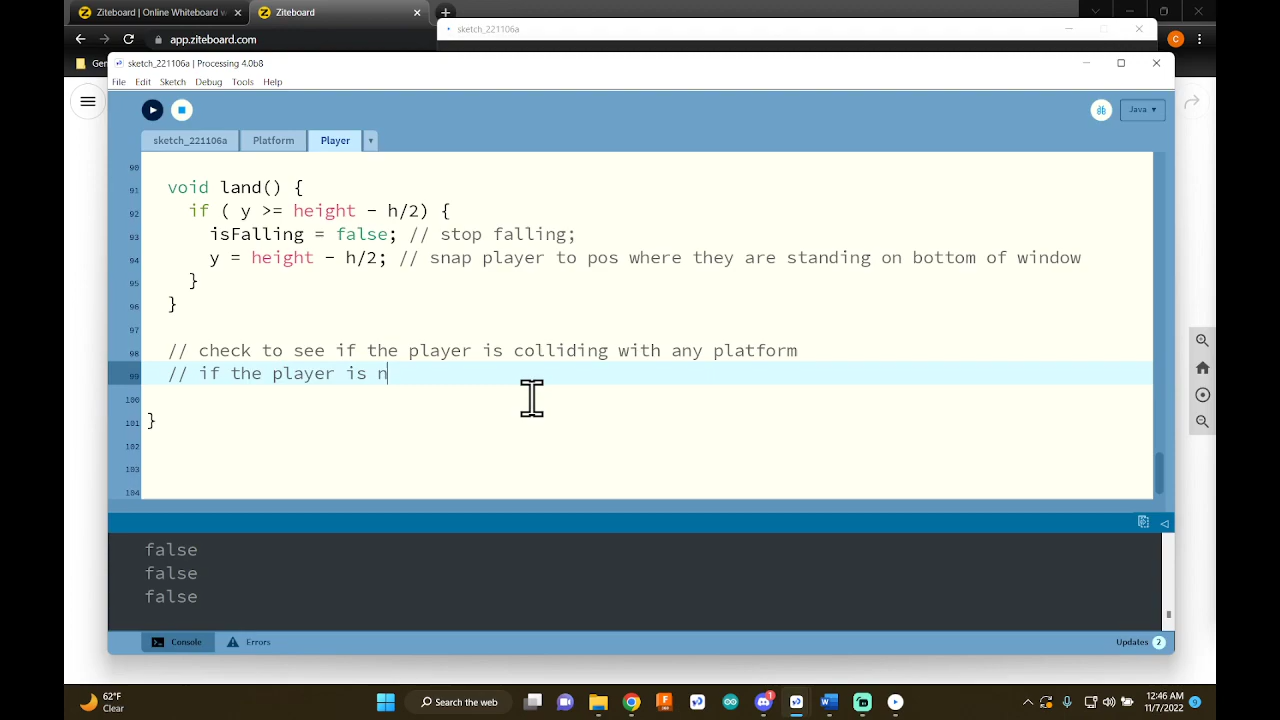 Ziteboard | Online Whiteboard w
Ziteboard
sketch_221106a
app.ziteboard.com
C
Gen
sketch_221106a | Processing 4.0b8
File Edit Sketch Debug Tools Help
Java
sketch_221106a Platform Player
90
91 void land() {
92 if ( y >= height - h/2) {
93 isFalling = false; // stop falling;
94 y = height - h/2; // snap player to pos where they are standing on bottom of window
95 }
96 }
97
98 // check to see if the player is colliding with any platform
99 // if the player is n
100
101 }
102
103
104
false
false
false
Console Errors Updates 2
62°F
Clear
Search the web
1
12:46 AM
11/7/2022
9